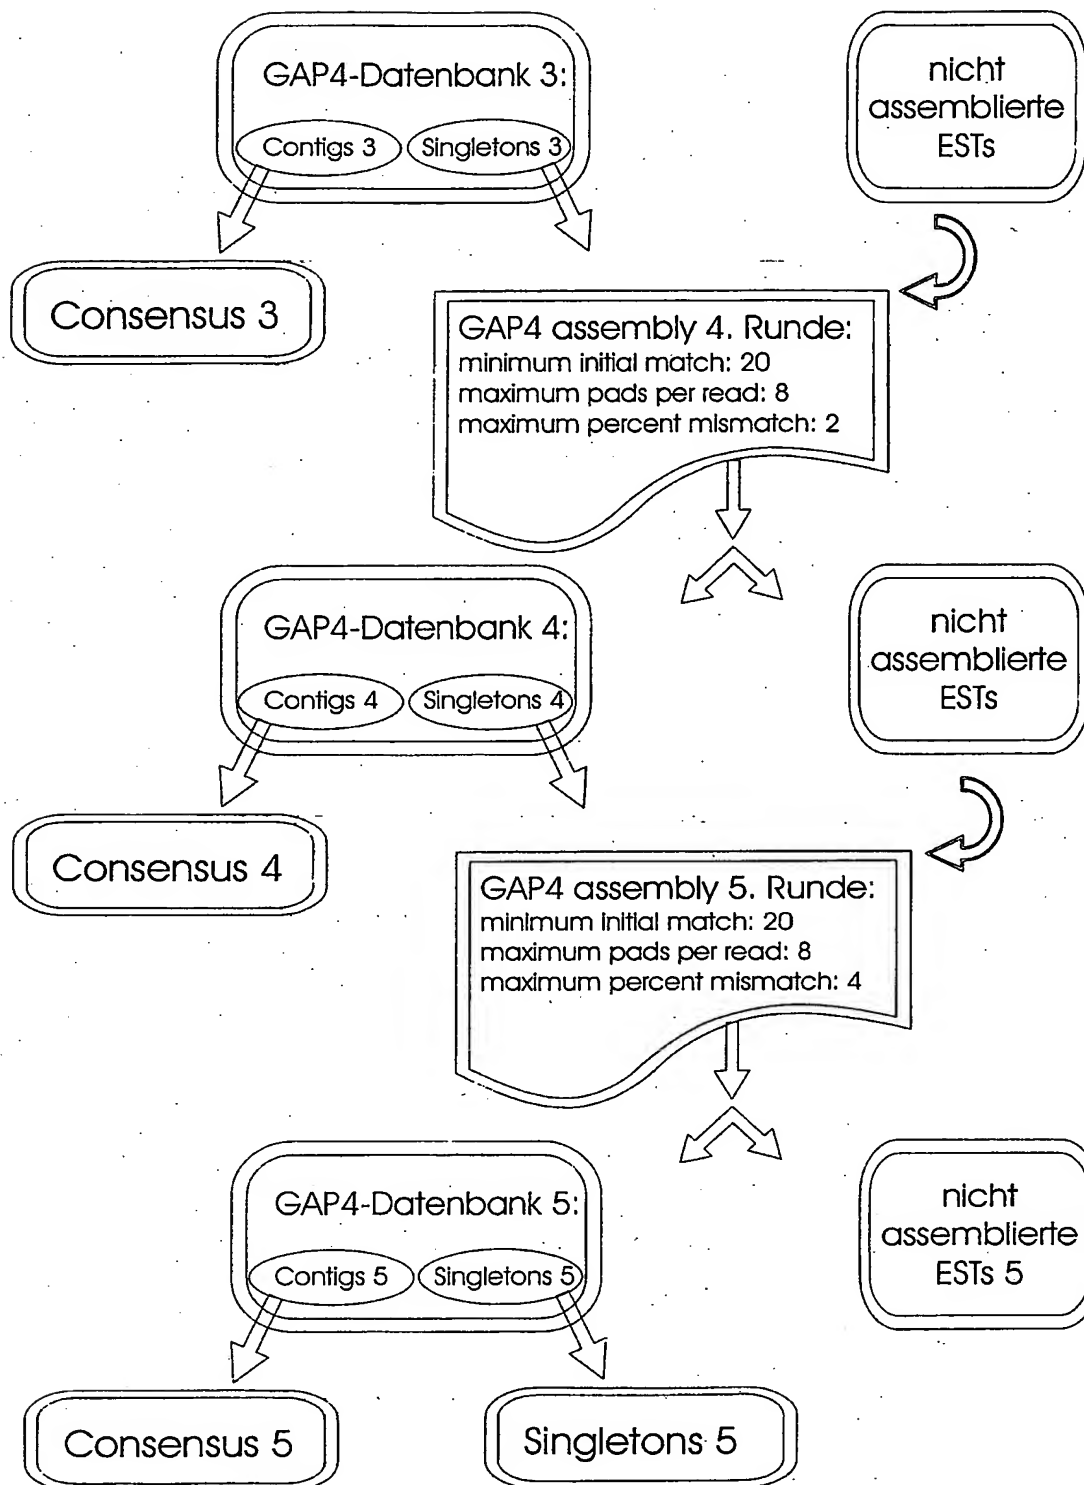 GAP4-Datenbank 3:
Contigs 3
Singletons 3
nicht
assemblierte
ESTs
Consensus 3
GAP4 assembly 4. Runde:
minimum initial match: 20
maximum pads per read: 8
maximum percent mismatch: 2
GAP4-Datenbank 4:
Contigs 4
Singletons 4
nicht
assemblierte
ESTs
Consensus 4
GAP4 assembly 5. Runde:
minimum initial match: 20
maximum pads per read: 8
maximum percent mismatch: 4
GAP4-Datenbank 5:
Contigs 5
Singletons 5
nicht
assemblierte
ESTs 5
Consensus 5
Singletons 5